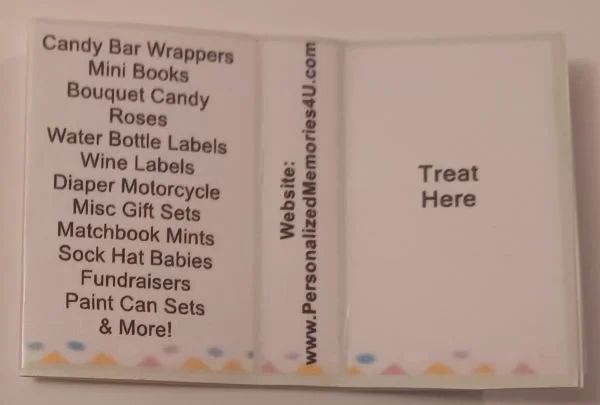 Candy Bar Wrappers
Mini Books
Bouquet Candy
Roses
Water Bottle Labels
Wine Labels
Diaper Motorcycle
Misc Gift Sets
Matchbook Mints
Sock Hat Babies
Fundraisers
Paint Can Sets
& More!
Website:
www.PersonalizedMemories4U.com
Treat
Here